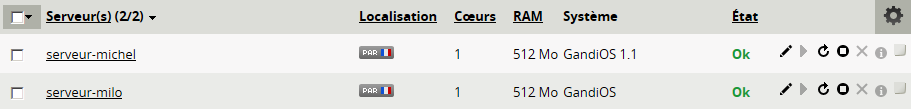 Serveur(s) (2/2) Localisation Cœurs RAM Système État
serveur-michel PAR 1 512 Mo GandiOS 1.1 Ok
serveur-milo PAR 1 512 Mo GandiOS Ok